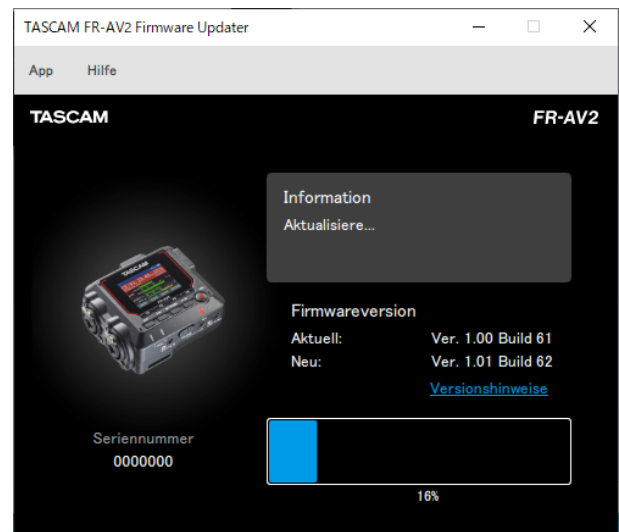 TASCAM FR-AV2 Firmware Updater
App Hilfe
TASCAM FR-AV2
Information
Aktualisiere...
TASCAM
Firmwareversion
Aktuell: Ver. 1.00 Build 61
Neu: Ver. 1.01 Build 62
Versionshinweise
Seriennummer
0000000
16%